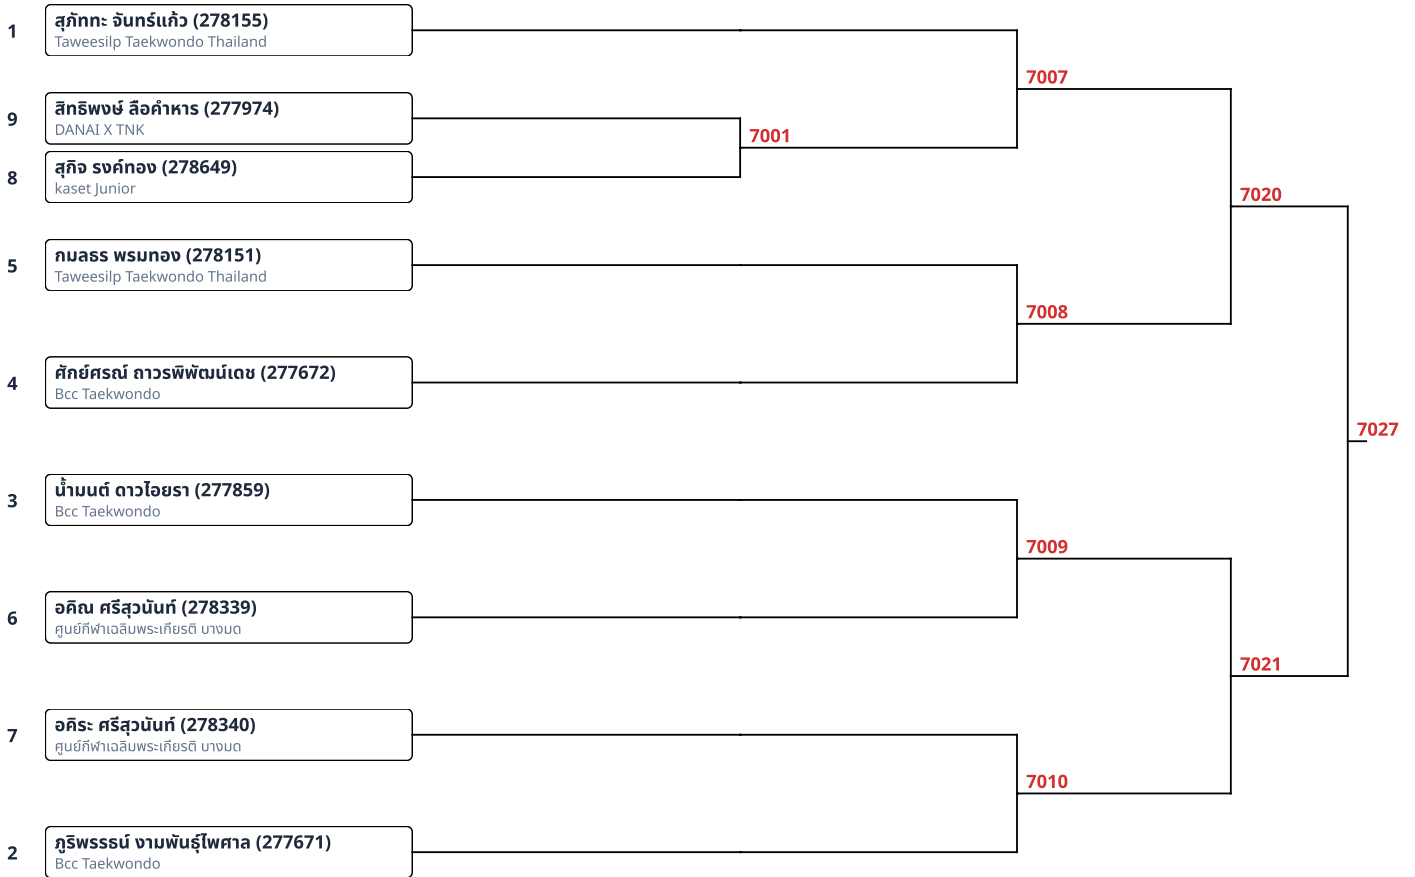 1
สุภัททะ จันทร์แก้ว (278155)
Taweesilp Taekwondo Thailand
7007
9
สิทธิพงษ์ ลือคำหาร (277974)
DANAI X TNK
7001
8
สุกิจ รงค์ทอง (278649)
kaset Junior
7020
5
กมลธร พรมทอง (278151)
Taweesilp Taekwondo Thailand
7008
4
ศักย์ศรณ์ ถาวรพิพัฒน์เดช (277672)
Bcc Taekwondo
7027
3
น้ำมนต์ ดาวไอยรา (277859)
Bcc Taekwondo
7009
6
อคิณ ศรีสุวนันท์ (278339)
ศูนย์กีฬาเฉลิมพระเกียรติ บางมด
7021
7
อคิระ ศรีสุวนันท์ (278340)
ศูนย์กีฬาเฉลิมพระเกียรติ บางมด
7010
2
ภูริพรรธน์ งามพันธุ์ไพศาล (277671)
Bcc Taekwondo